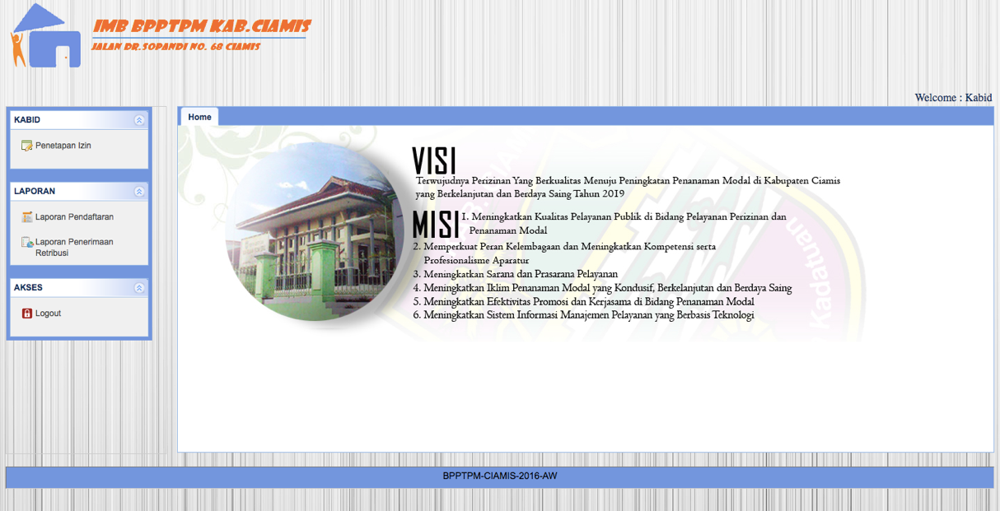 IMB BPPTPM KAB.CIAMIS
JALAN DR.SOPANDI NO. 68 CIAMIS
Welcome : Kabid
KABID
Penetapan Izin
LAPORAN
Laporan Pendaftaran
Laporan Penerimaan
Retribusi
AKSES
Logout
Home
VISI
Terwujudnya Perizinan Yang Berkualitas Menuju Peningkatan Penanaman Modal di Kabupaten Ciamis
yang Berkelanjutan dan Berdaya Saing Tahun 2019
MISI
1. Meningkatkan Kualitas Pelayanan Publik di Bidang Pelayanan Perizinan dan
Penanaman Modal
2. Memperkuat Peran Kelembagaan dan Meningkatkan Kompetensi serta
Profesionalisme Aparatur
3. Meningkatkan Sarana dan Prasarana Pelayanan
4. Meningkatkan Iklim Penanaman Modal yang Kondusif, Berkelanjutan dan Berdaya Saing
5. Meningkatkan Efektivitas Promosi dan Kerjasama di Bidang Penanaman Modal
6. Meningkatkan Sistem Informasi Manajemen Pelayanan yang Berbasis Teknologi
BPPTPM-CIAMIS-2016-AW